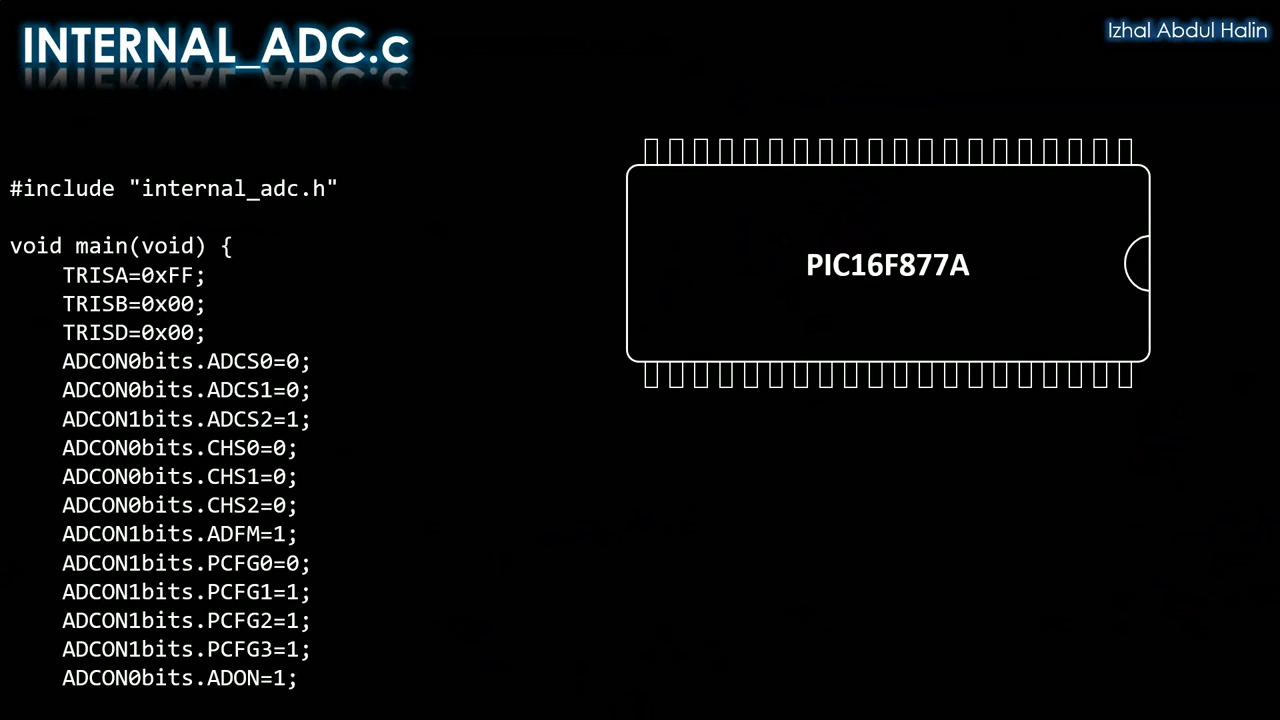 INTERNAL_ADC.c
Izhal Abdul Halin
#include "internal_adc.h"
void main(void) {
TRISA=0xFF;
TRISB=0x00;
TRISD=0x00;
ADCON0bits.ADCS0=0;
ADCON0bits.ADCS1=0;
ADCON1bits.ADCS2=1;
ADCON0bits.CHS0=0;
ADCON0bits.CHS1=0;
ADCON0bits.CHS2=0;
ADCON1bits.ADFM=1;
ADCON1bits.PCFG0=0;
ADCON1bits.PCFG1=1;
ADCON1bits.PCFG2=1;
ADCON1bits.PCFG3=1;
ADCON0bits.ADON=1;
PIC16F877A